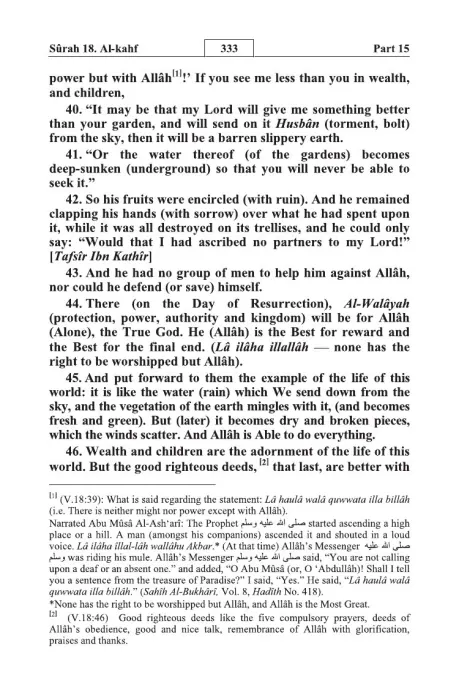 Sûrah 18. Al-kahf 333 Part 15
power but with Allâh[1]!’ If you see me less than you in wealth,
and children,
40. “It may be that my Lord will give me something better
than your garden, and will send on it Husbân (torment, bolt)
from the sky, then it will be a barren slippery earth.
41. “Or the water thereof (of the gardens) becomes
deep-sunken (underground) so that you will never be able to
seek it.”
42. So his fruits were encircled (with ruin). And he remained
clapping his hands (with sorrow) over what he had spent upon
it, while it was all destroyed on its trellises, and he could only
say: “Would that I had ascribed no partners to my Lord!”
[Tafsîr Ibn Kathîr]
43. And he had no group of men to help him against Allâh,
nor could he defend (or save) himself.
44. There (on the Day of Resurrection), Al-Walâyah
(protection, power, authority and kingdom) will be for Allâh
(Alone), the True God. He (Allâh) is the Best for reward and
the Best for the final end. (Lâ ilâha illallâh — none has the
right to be worshipped but Allâh).
45. And put forward to them the example of the life of this
world: it is like the water (rain) which We send down from the
sky, and the vegetation of the earth mingles with it, (and becomes
fresh and green). But (later) it becomes dry and broken pieces,
which the winds scatter. And Allâh is Able to do everything.
46. Wealth and children are the adornment of the life of this
world. But the good righteous deeds, [2] that last, are better with
[1] (V.18:39): What is said regarding the statement: Lâ haulâ walâ quwwata illa billâh
(i.e. There is neither might nor power except with Allâh).
Narrated Abu Mûsâ Al-Ash‘arî: The Prophet صلى الله عليه وسلم started ascending a high
place or a hill. A man (amongst his companions) ascended it and shouted in a loud
voice. Lâ ilâha illal-lâh wallâhu Akbar.* (At that time) Allâh’s Messenger صلى الله عليه
وسلم was riding his mule. Allâh’s Messenger صلى الله عليه وسلم said, “You are not calling
upon a deaf or an absent one.” and added, “O Abu Mûsâ (or, O ‘Abdullâh)! Shall I tell
you a sentence from the treasure of Paradise?” I said, “Yes.” He said, “Lâ haulâ walâ
quwwata illa billâh.” (Sahîh Al-Bukhârî, Vol. 8, Hadîth No. 418).
*None has the right to be worshipped but Allâh, and Allâh is the Most Great.
[2] (V.18:46) Good righteous deeds like the five compulsory prayers, deeds of
Allâh’s obedience, good and nice talk, remembrance of Allâh with glorification,
praises and thanks.